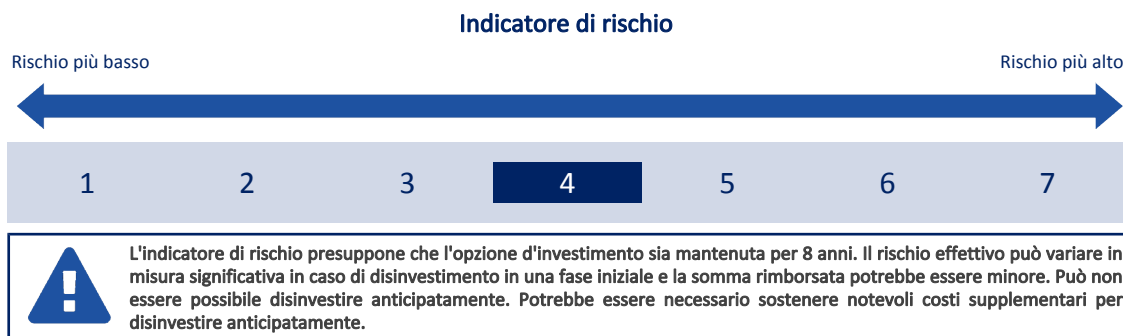 Indicatore di rischio
Rischio più basso
Rischio più alto
1 2 3 4 5 6 7
L'indicatore di rischio presuppone che l'opzione d'investimento sia mantenuta per 8 anni. Il rischio effettivo può variare in
misura significativa in caso di disinvestimento in una fase iniziale e la somma rimborsata potrebbe essere minore. Può non
essere possibile disinvestire anticipatamente. Potrebbe essere necessario sostenere notevoli costi supplementari per
disinvestire anticipatamente.